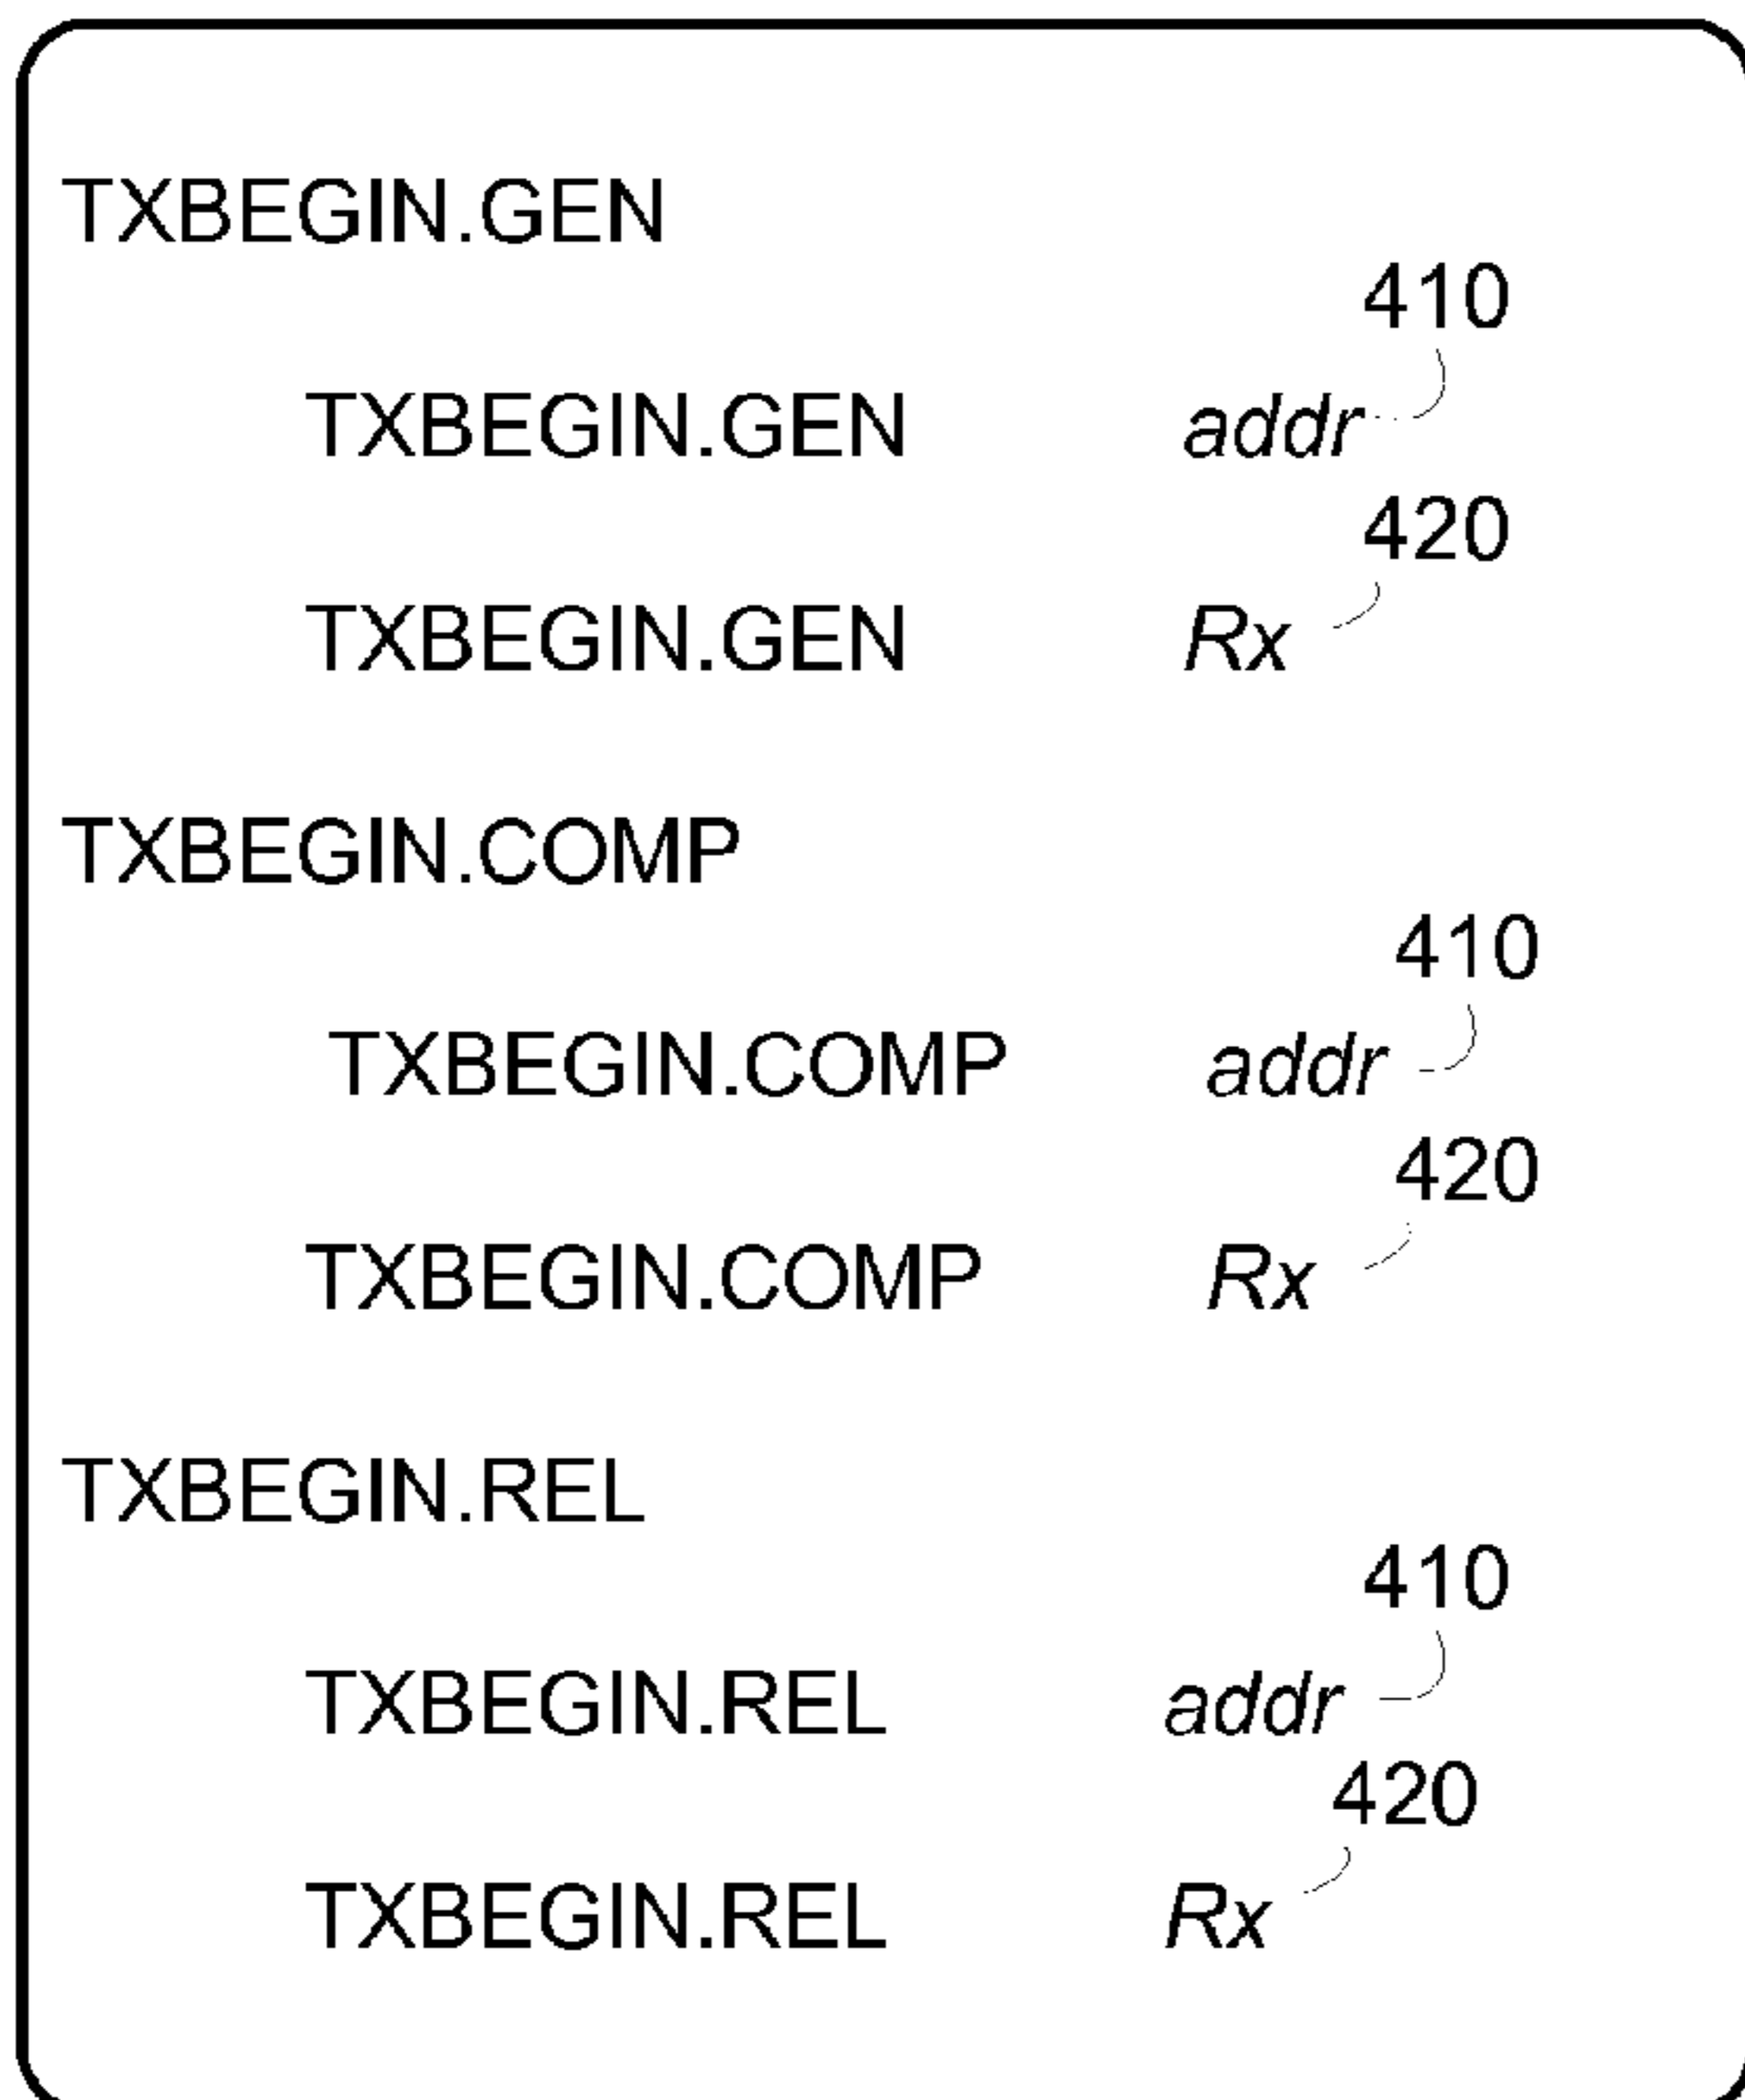 TXBEGIN.GEN
410
TXBEGIN.GEN addr
420
TXBEGIN.GEN Rx
TXBEGIN.COMP
410
TXBEGIN.COMP addr
420
TXBEGIN.COMP Rx
TXBEGIN.REL
410
TXBEGIN.REL addr
420
TXBEGIN.REL Rx